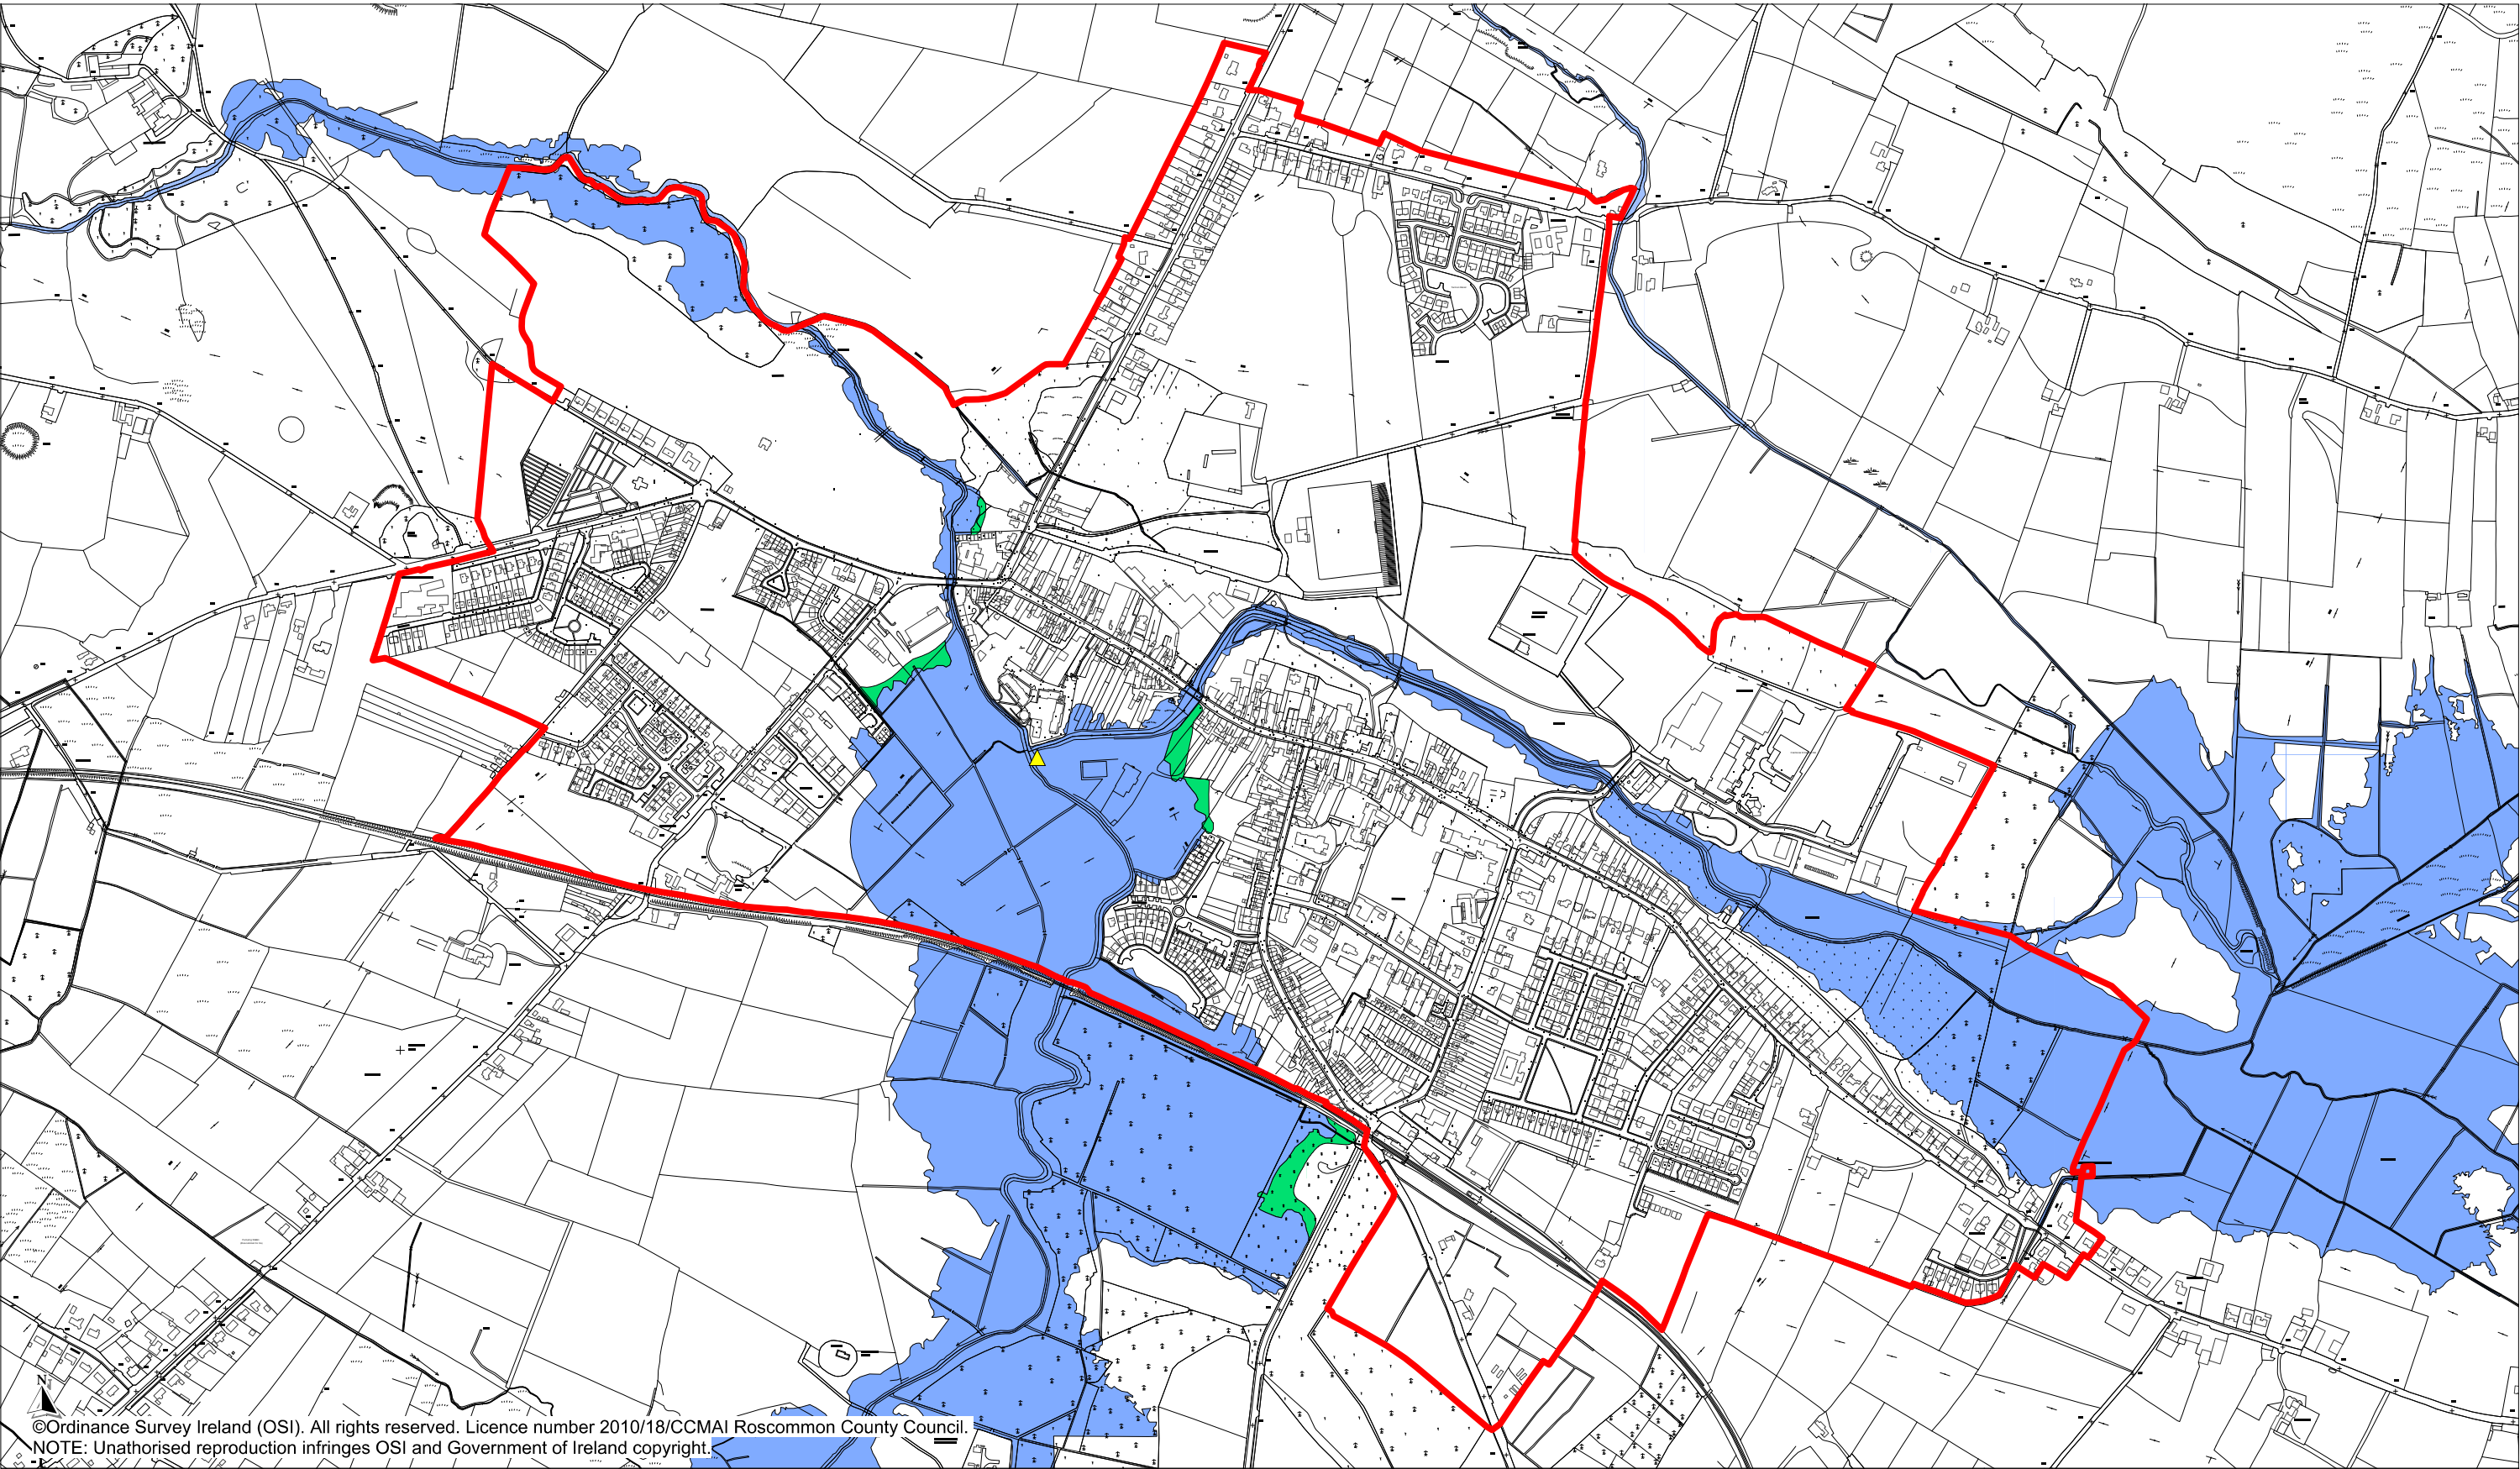 N
©Ordinance Survey Ireland (OSI). All rights reserved. Licence number 2010/18/CCMAI Roscommon County Council.
NOTE: Unathorised reproduction infringes OSI and Government of Ireland copyright.